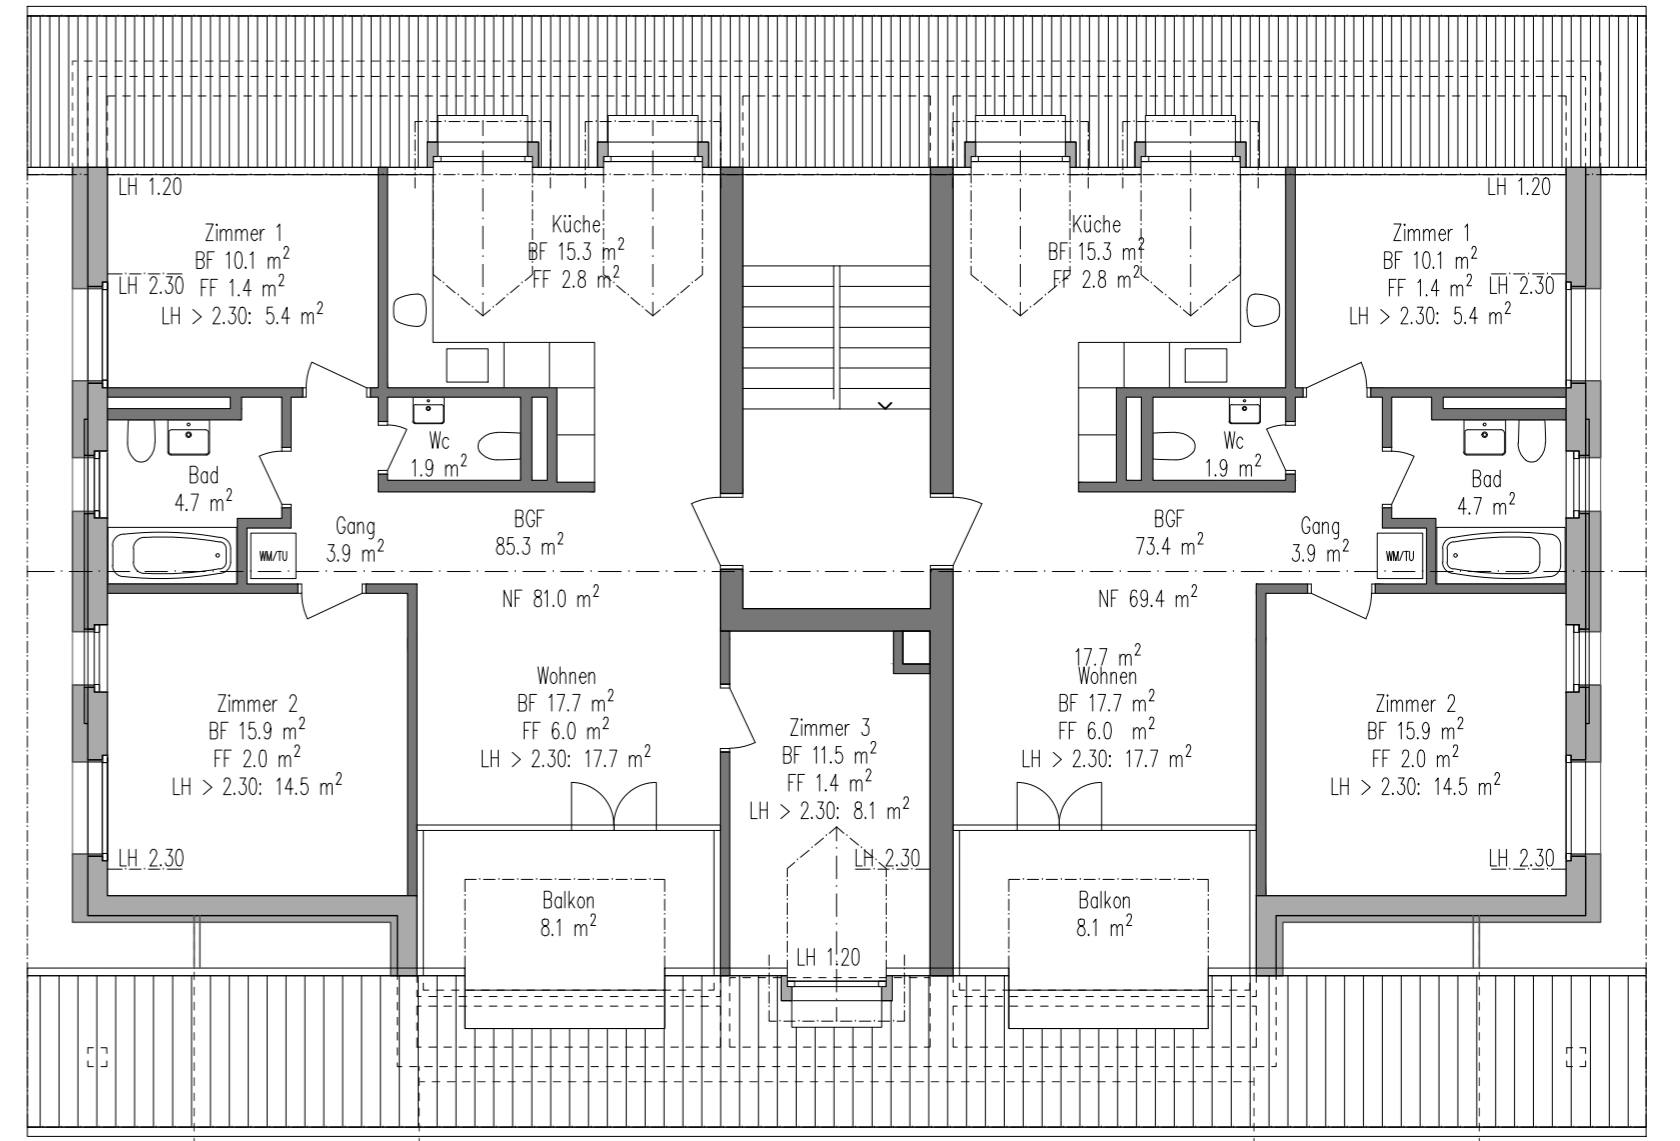 LH 1.20
Zimmer 1
BF 10.1 m²
FF 1.4 m²
LH 2.30
LH > 2.30: 5.4 m²
Küche
BF 15.3 m²
FF 2.8 m²
Küche
BF 15.3 m²
FF 2.8 m²
LH 1.20
Zimmer 1
BF 10.1 m²
FF 1.4 m²
LH 2.30
LH > 2.30: 5.4 m²
Bad
4.7 m²
Wc
1.9 m²
Wc
1.9 m²
Bad
4.7 m²
WM/TU
Gang
3.9 m²
BGF
85.3 m²
NF 81.0 m²
BGF
73.4 m²
NF 69.4 m²
Gang
3.9 m²
WM/TU
Zimmer 2
BF 15.9 m²
FF 2.0 m²
LH > 2.30: 14.5 m²
LH 2.30
Wohnen
BF 17.7 m²
FF 6.0 m²
LH > 2.30: 17.7 m²
Zimmer 3
BF 11.5 m²
FF 1.4 m²
LH > 2.30: 8.1 m²
LH 2.30
LH 1.20
17.7 m²
Wohnen
BF 17.7 m²
FF 6.0 m²
LH > 2.30: 17.7 m²
Zimmer 2
BF 15.9 m²
FF 2.0 m²
LH > 2.30: 14.5 m²
LH 2.30
Balkon
8.1 m²
Balkon
8.1 m²